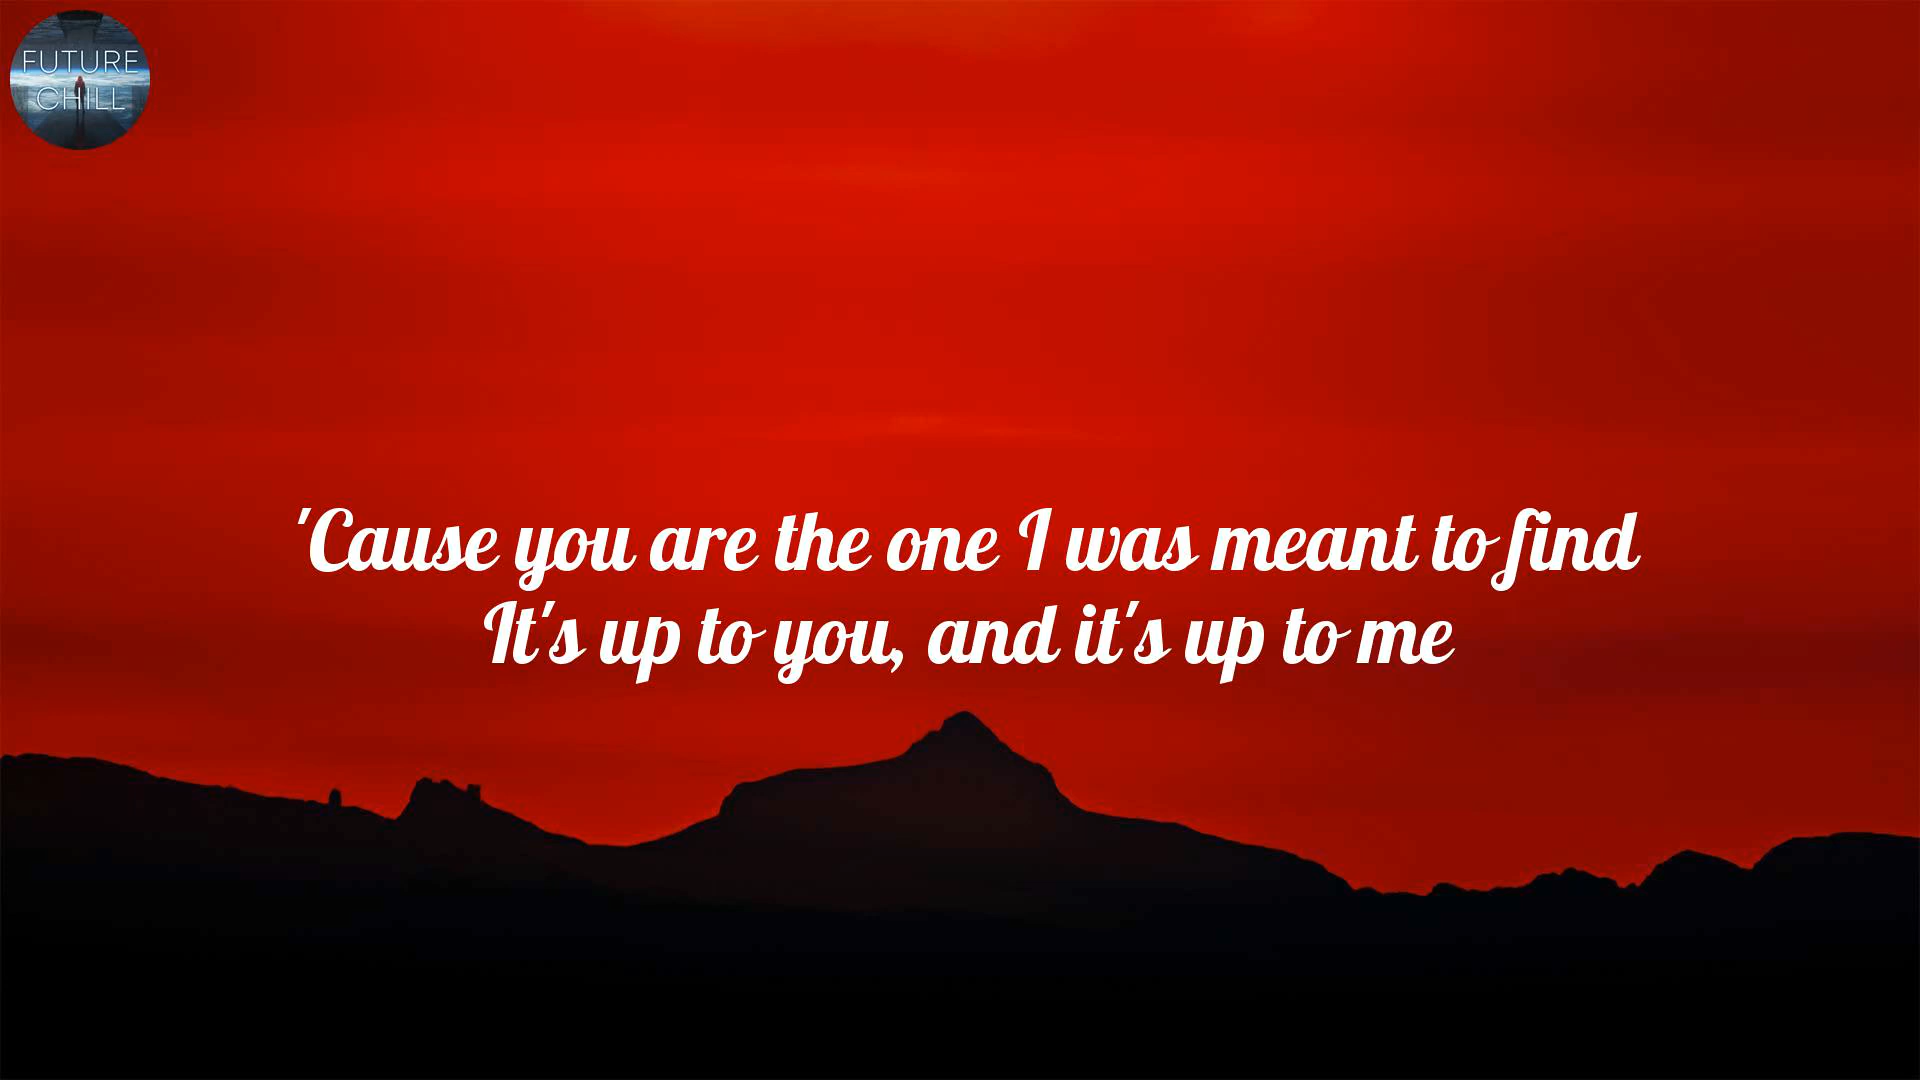 FUTURE
CHILL
'Cause you are the one I was meant to find
It's up to you, and it's up to me